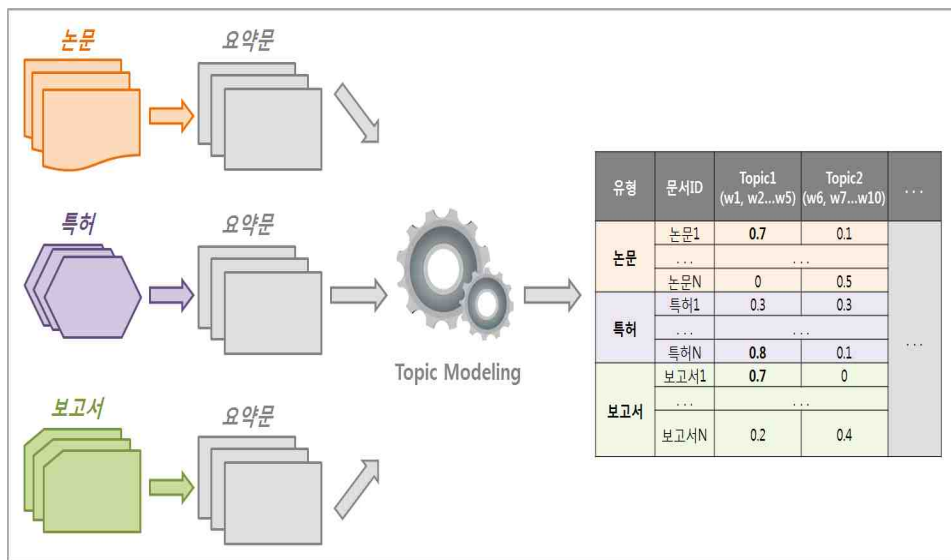 논문
요약문
특허
요약문
보고서
요약문
Topic Modeling
유형 문서ID Topic1 (w1, w2...w5) Topic2 (w6, w7...w10) ...
논문 논문1 0.7 0.1
... ...
논문N 0 0.5
특허 특허1 0.3 0.3
... ...
특허N 0.8 0.1
...
보고서 보고서1 0.7 0
... ...
보고서N 0.2 0.4